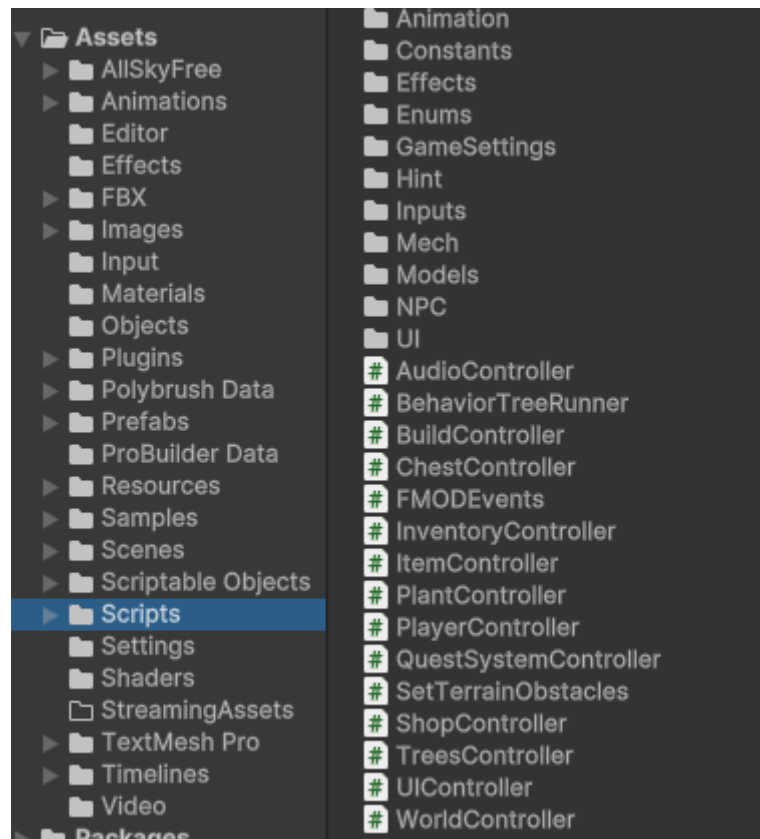 Assets
AllSkyFree
Animations
Editor
Effects
FBX
Images
Input
Materials
Objects
Plugins
Polybrush Data
Prefabs
ProBuilder Data
Resources
Samples
Scenes
Scriptable Objects
Scripts
Settings
Shaders
StreamingAssets
TextMesh Pro
Timelines
Video
Packages
Animation
Constants
Effects
Enums
GameSettings
Hint
Inputs
Mech
Models
NPC
UI
# AudioController
# BehaviorTreeRunner
# BuildController
# ChestController
# FMODEvents
# InventoryController
# ItemController
# PlantController
# PlayerController
# QuestSystemController
# SetTerrainObstacles
# ShopController
# TreesController
# UIController
# WorldController